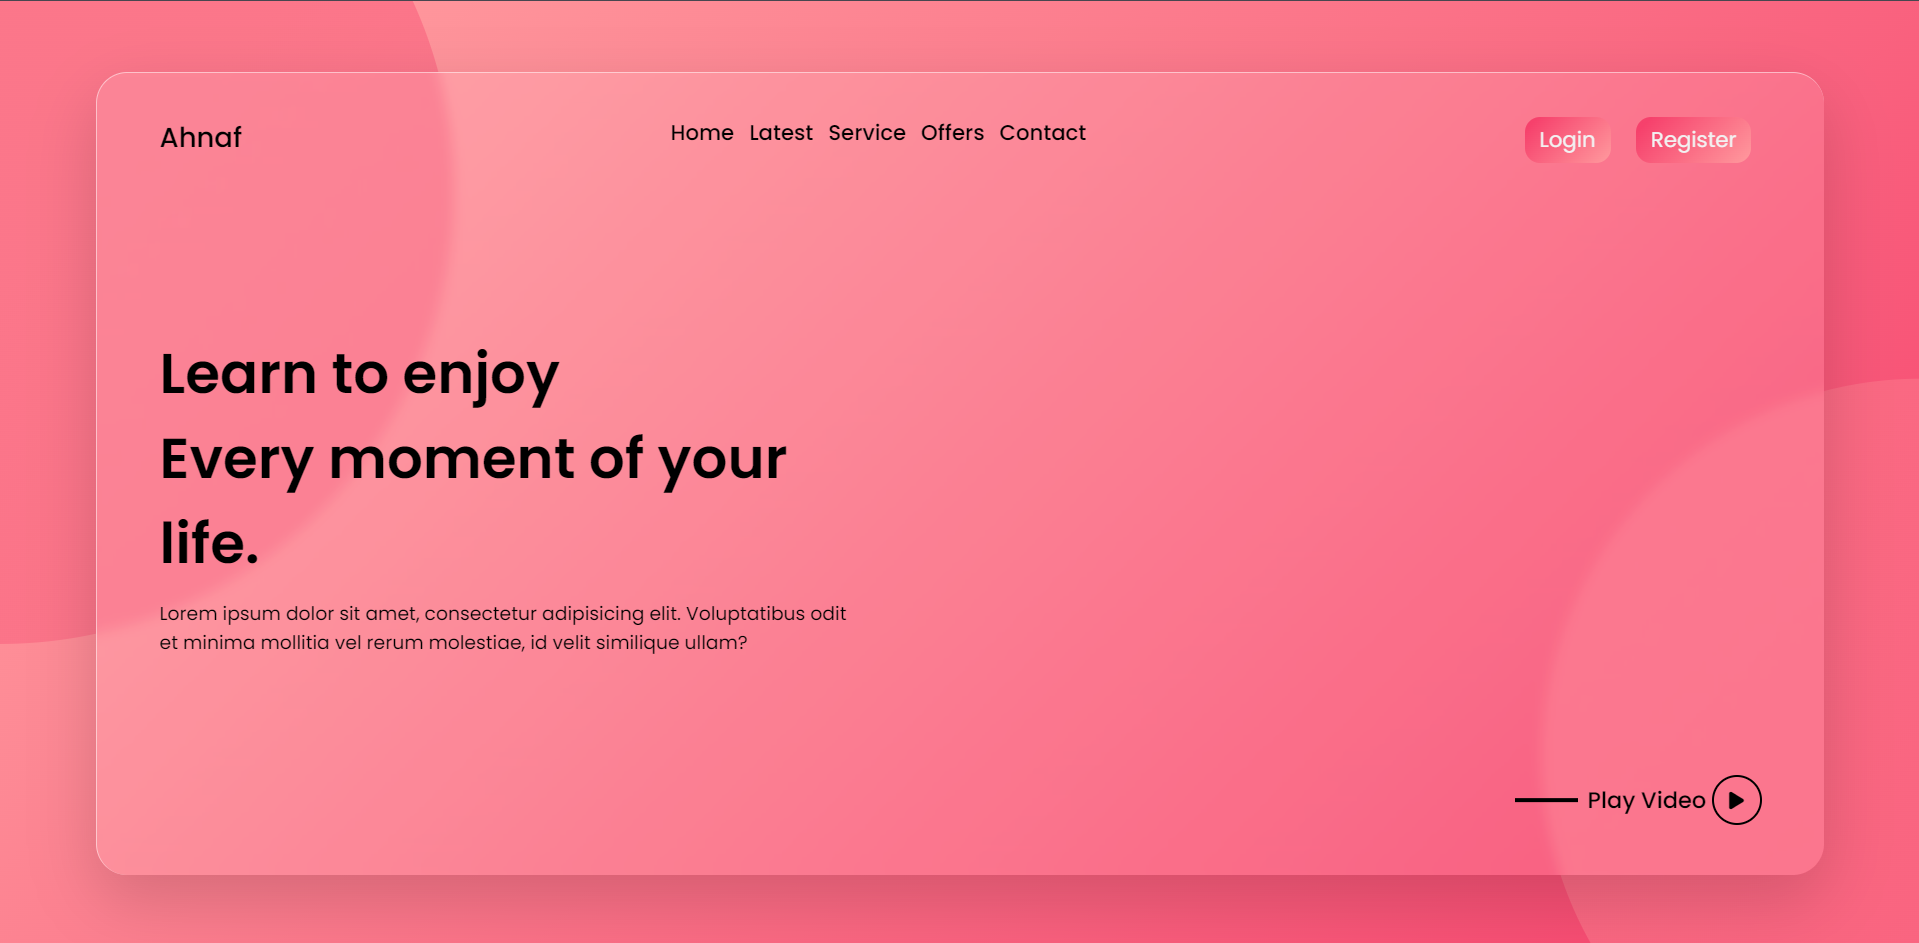 Ahnaf
Home Latest Service Offers Contact
Login Register
Learn to enjoy
Every moment of your
life.
Lorem ipsum dolor sit amet, consectetur adipisicing elit. Voluptatibus odit
et minima mollitia vel rerum molestiae, id velit similique ullam?
Play Video